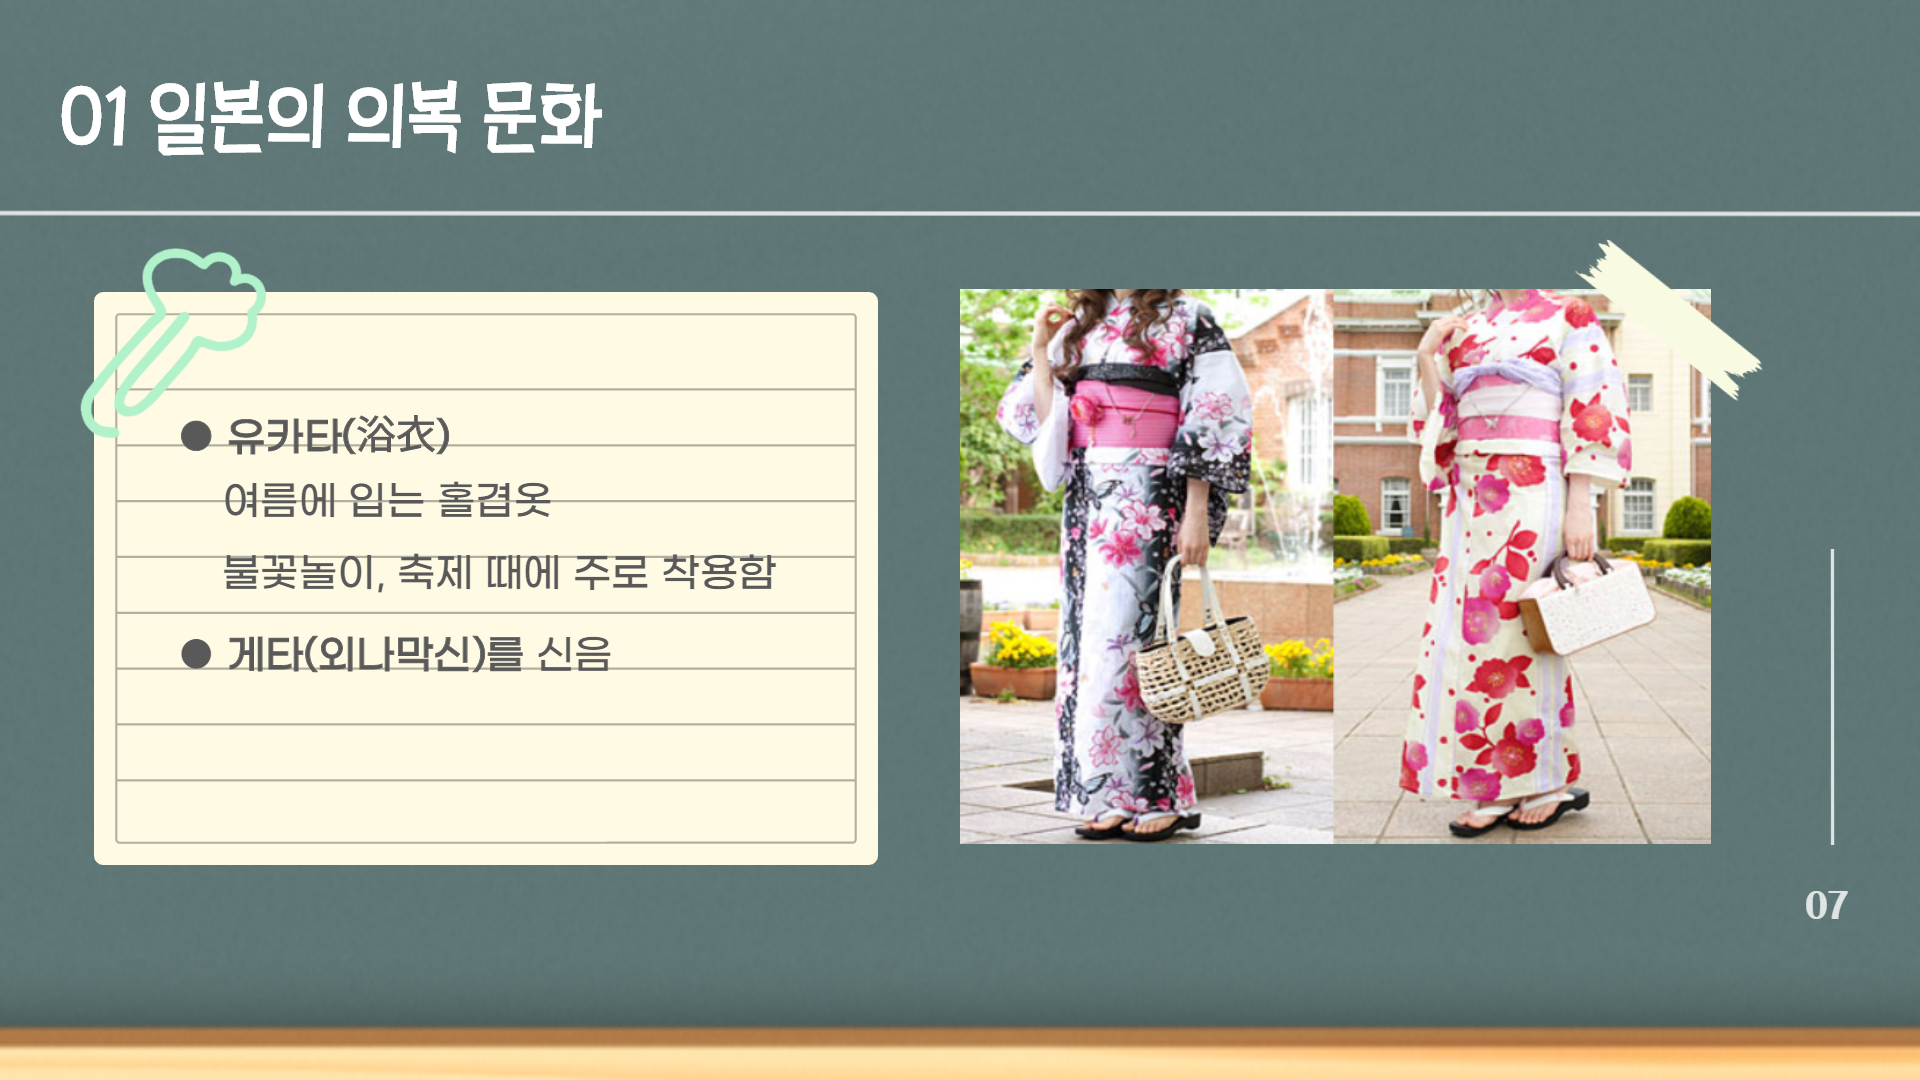 01 일본의 의복 문화
● 유카타(浴衣)
여름에 입는 홀겹옷
불꽃놀이, 축제 때에 주로 착용함
● 게타(외나막신)를 신음
07